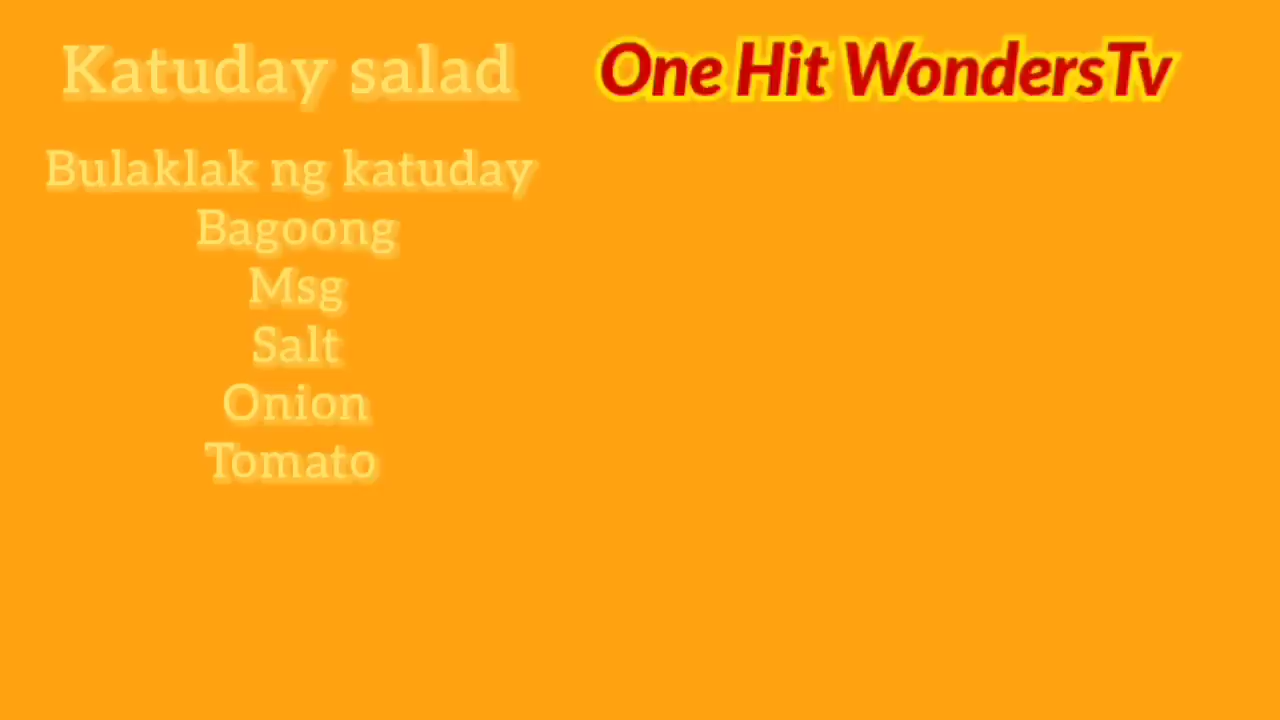 Katuday salad
One Hit WondersTv
Bulaklak ng katuday
Bagoong
Msg
Salt
Onion
Tomato